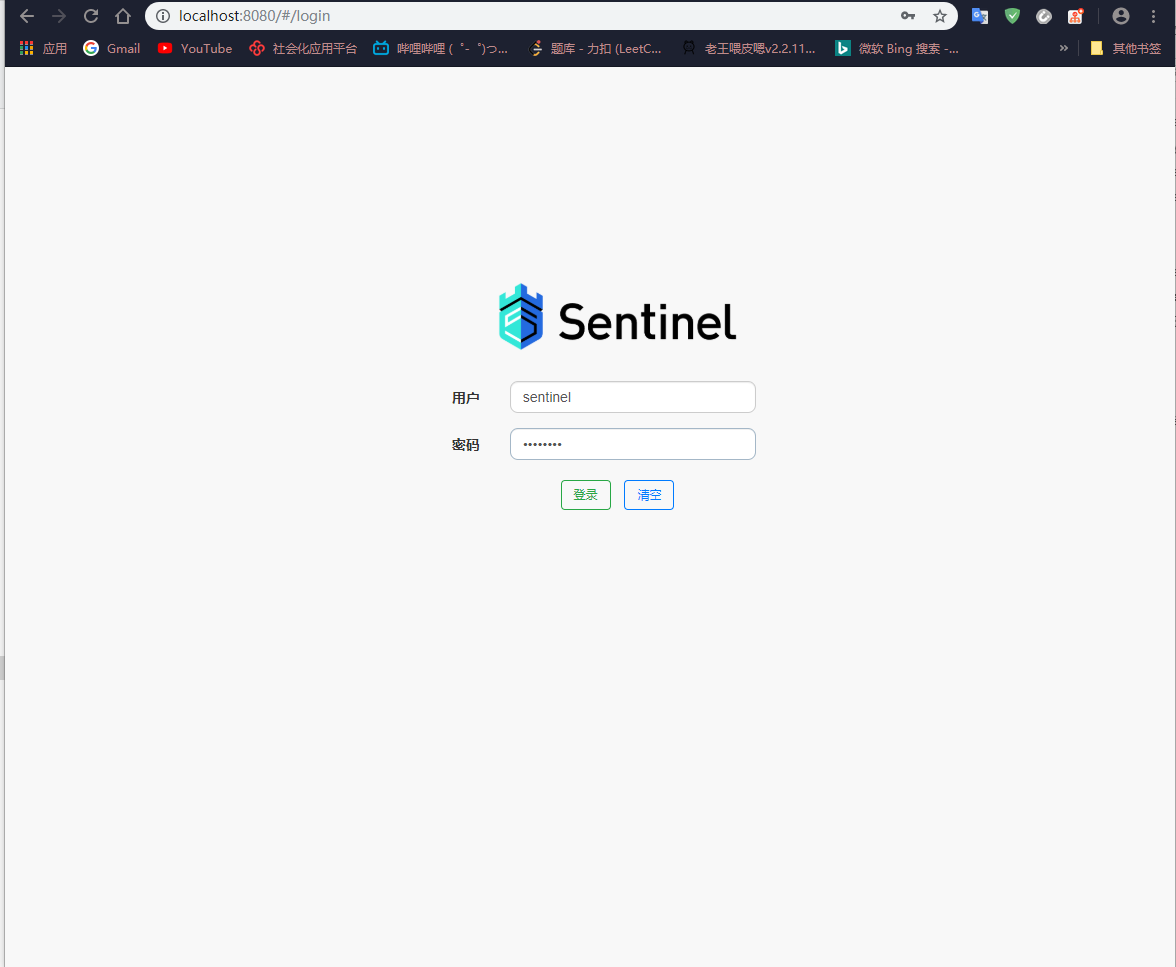 localhost:8080/#/login
应用 Gmail YouTube 社会化应用平台 哔哩哔哩 (゜-゜)つ... 题库 - 力扣 (LeetC... 老王喂皮嗯v2.2.11... 微软 Bing 搜索 -... » 其他书签
Sentinel
用户 sentinel
密码 ••••••••
登录 清空